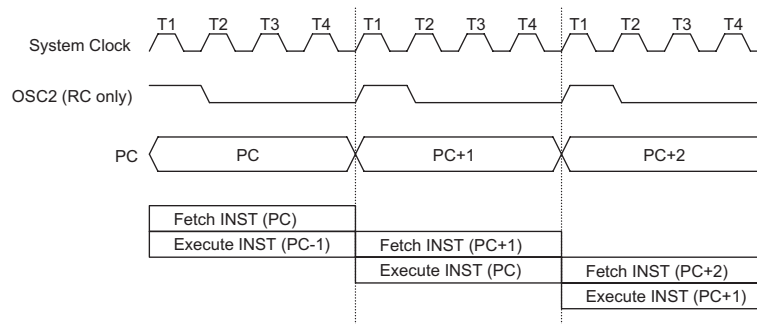 T1 T2 T3 T4 T1 T2 T3 T4 T1 T2 T3 T4
System Clock
OSC2 (RC only)
PC PC PC+1 PC+2
Fetch INST (PC)
Execute INST (PC-1) Fetch INST (PC+1)
Execute INST (PC) Fetch INST (PC+2)
Execute INST (PC+1)